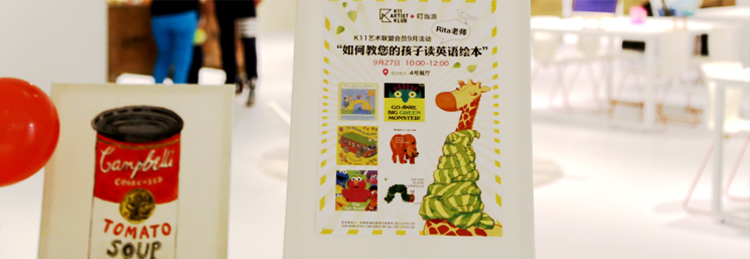 K11
ARTIST
KLUB
叮当派
Rita老师
K11艺术联盟会员9月活动
“如何教您的孩子读英语绘本”
9月27日 10:00-12:00
4号展厅
GO AWAY,
BIG GREEN
MONSTER!
Campbell's
CONDENSED
TOMATO
SOUP